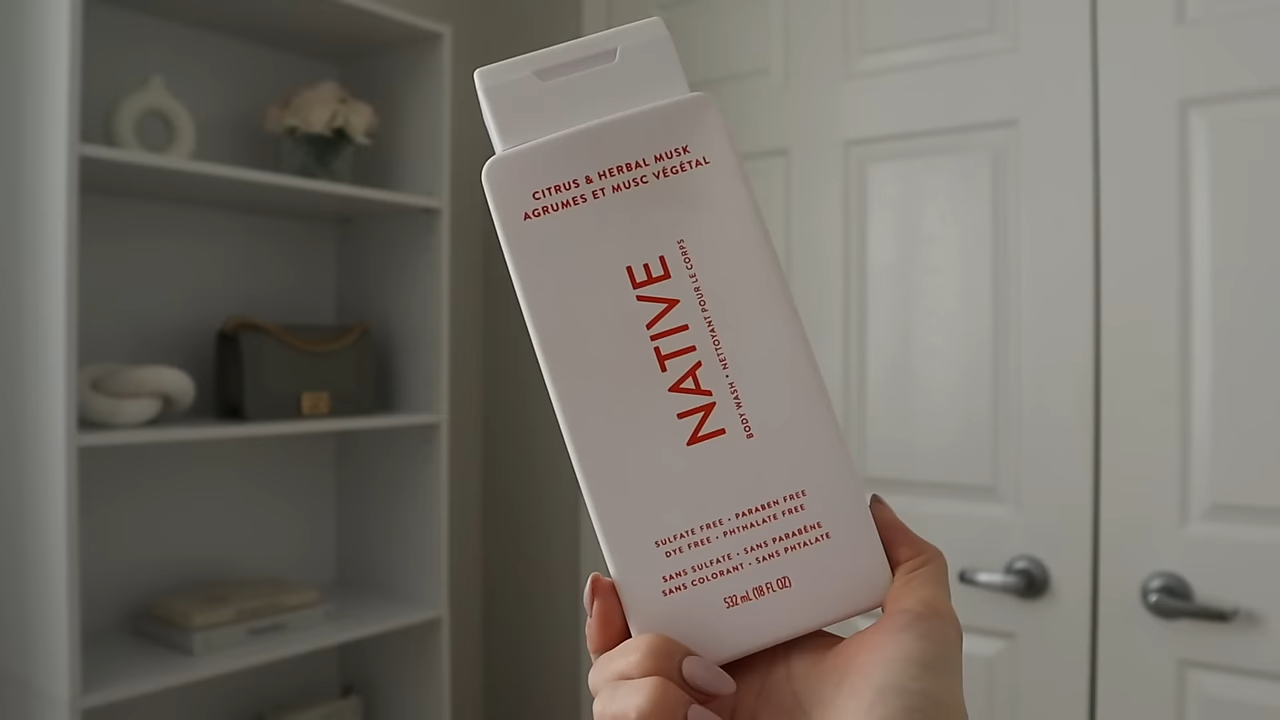 CITRUS & HERBAL MUSK
AGRUMES ET MUSC VÉGÉTAL
NATIVE
BODY WASH • NETTOYANT POUR LE CORPS
SULFATE FREE • PARABEN FREE
DYE FREE • PHTHALATE FREE
SANS SULFATE • SANS PARABÈNE
SANS COLORANT • SANS PHTALATE
532 mL (18 FL OZ)